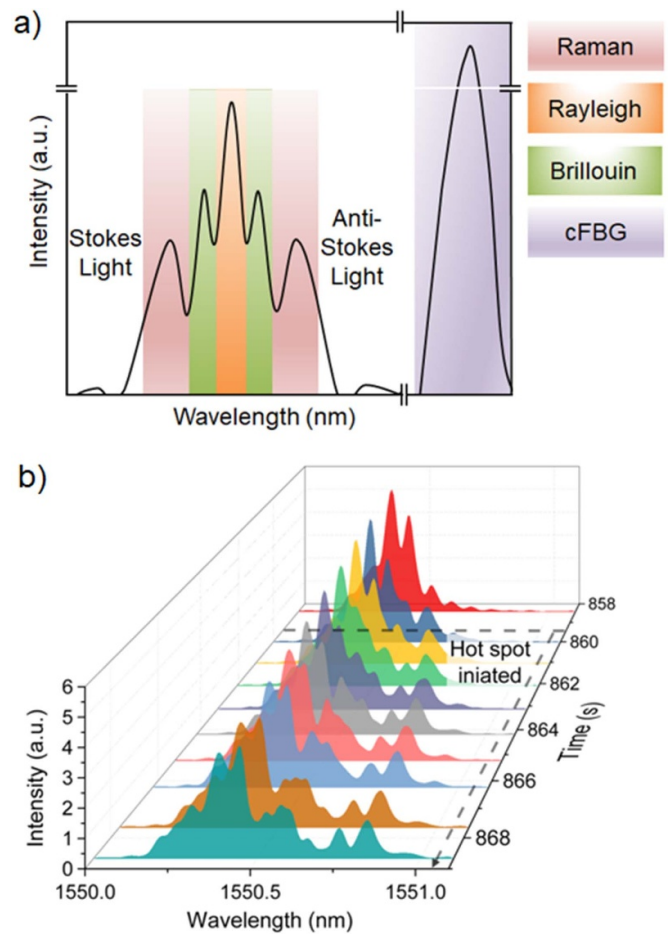 a)
Intensity (a.u.)
Stokes
Light
Anti-
Stokes
Light
Wavelength (nm)
Raman
Rayleigh
Brillouin
cFBG
b)
Intensity (a.u.)
6
5
4
3
2
1
0
1550.0
1550.5
1551.0
Wavelength (nm)
858
860
862
864
866
868
Time (s)
Hot spot
iniated